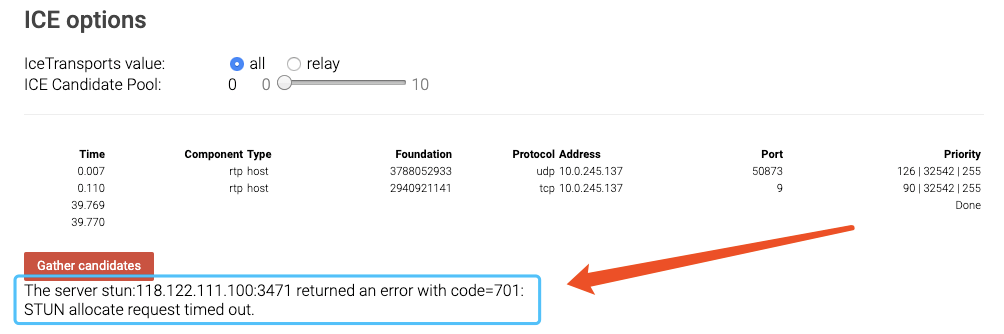 ICE options
IceTransports value: all relay
ICE Candidate Pool: 0 0 10
Time Component Type Foundation Protocol Address Port Priority
0.007 rtp host 3788052933 udp 10.0.245.137 50873 126 | 32542 | 255
0.110 rtp host 2940921141 tcp 10.0.245.137 9 90 | 32542 | 255
39.769 Done
39.770
Gather candidates
The server stun:118.122.111.100:3471 returned an error with code=701:
STUN allocate request timed out.